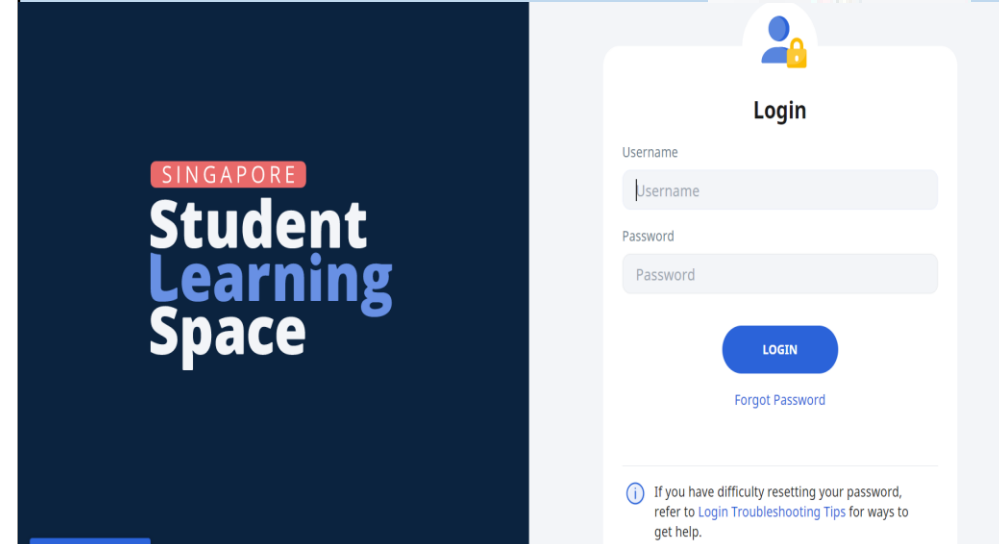 SINGAPORE
Student
Learning
Space
Login
Username
Username
Password
Password
LOGIN
Forgot Password
If you have difficulty resetting your password,
refer to Login Troubleshooting Tips for ways to
get help.